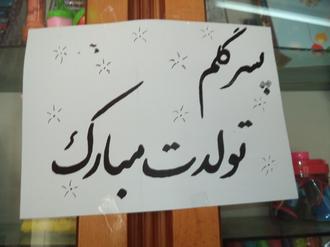 پسر گلم
تولدت مبارک